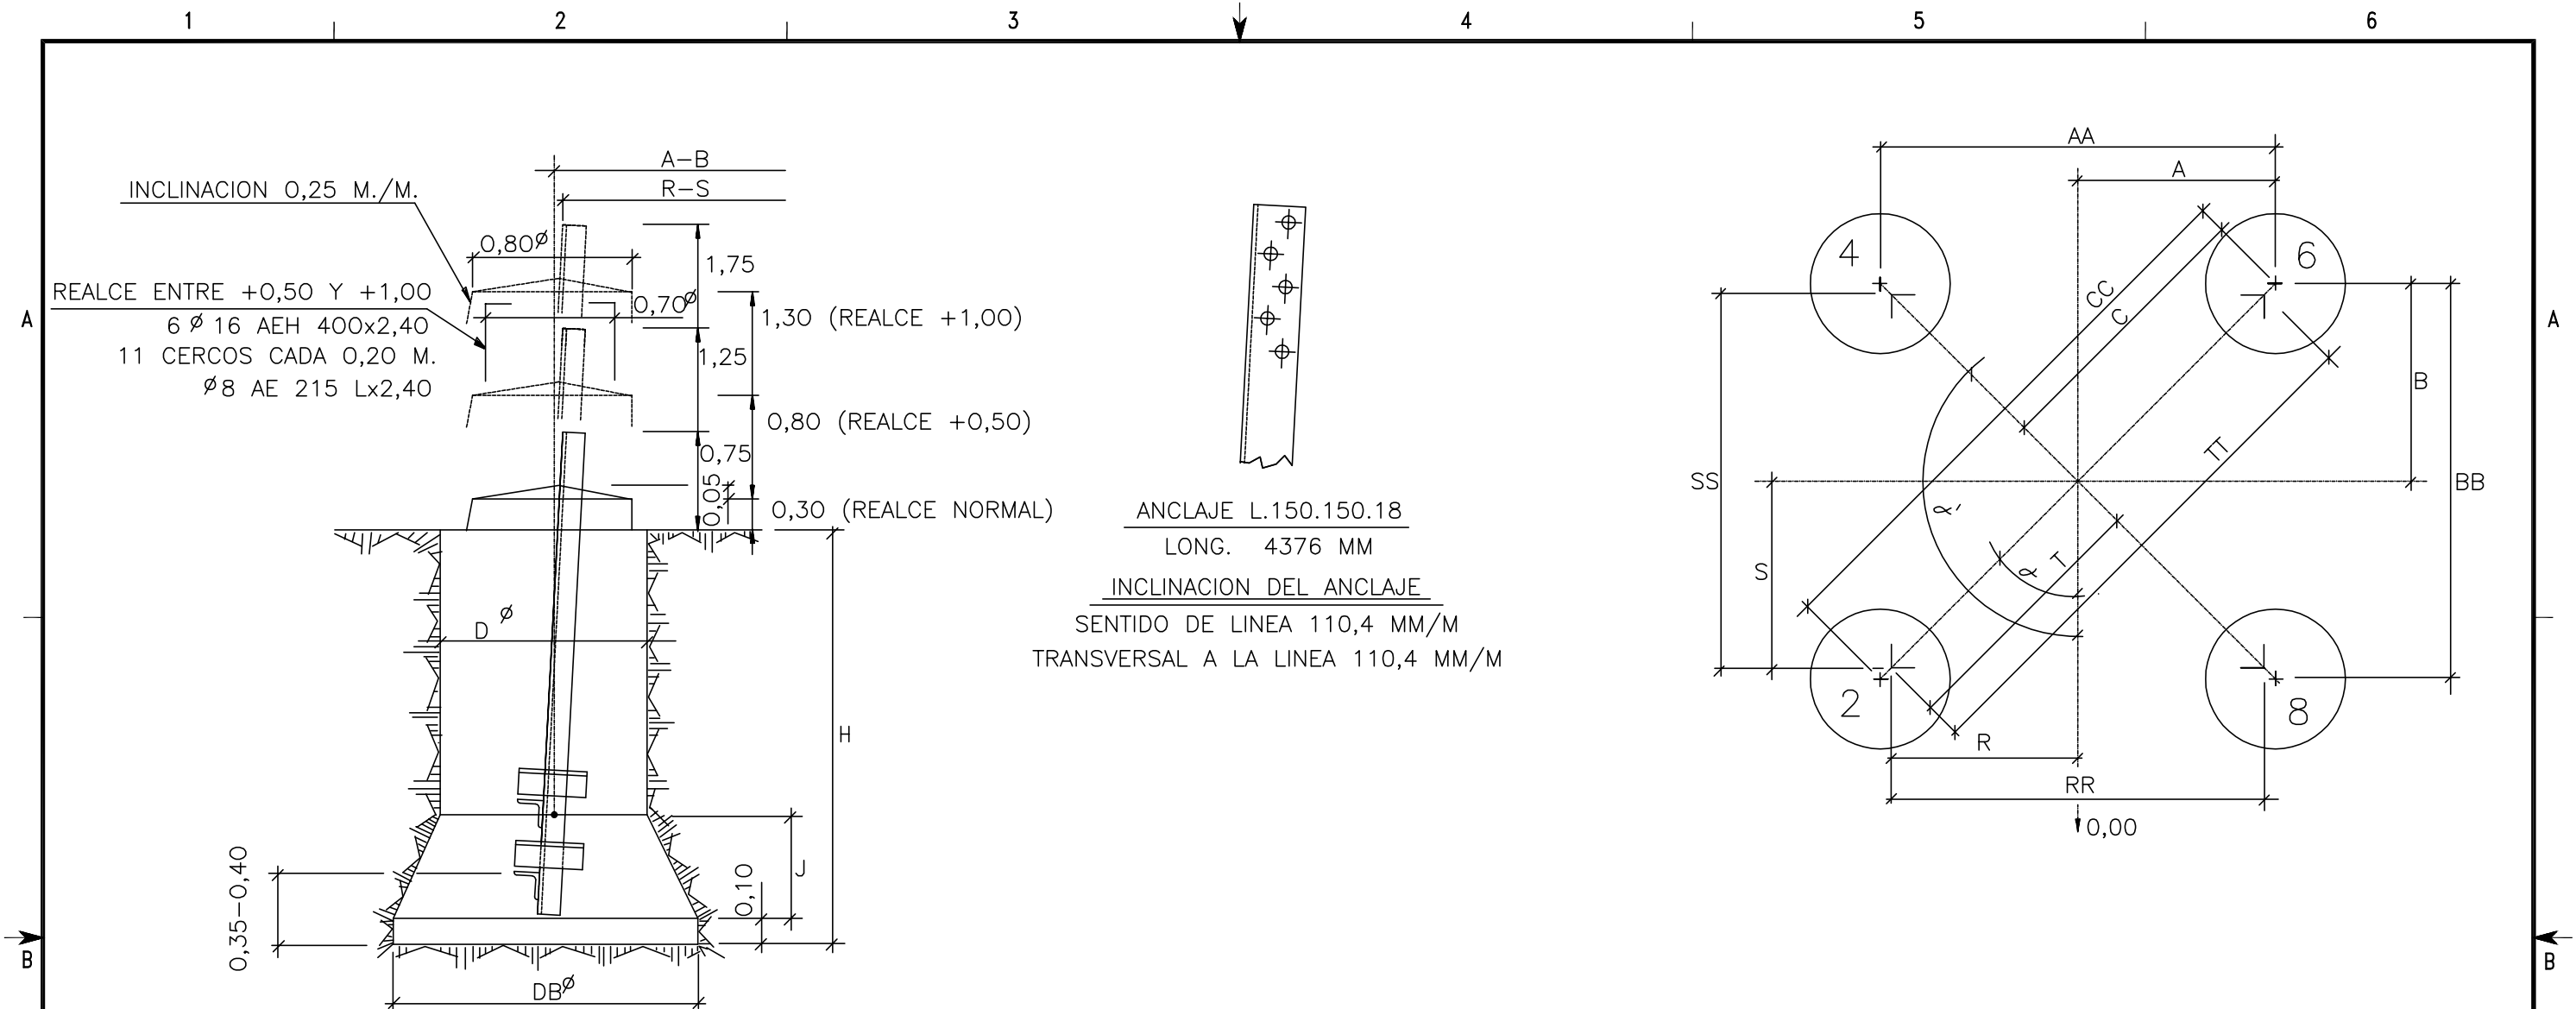 1 2 3 4 5 6
A
B
A
B
A-B
R-S
INCLINACION 0,25 M./M.
0,80ø
REALCE ENTRE +0,50 Y +1,00
6 ø 16 AEH 400x2,40
11 CERCOS CADA 0,20 M.
ø8 AE 215 Lx2,40
0,70ø
1,75
1,30 (REALCE +1,00)
1,25
0,80 (REALCE +0,50)
0,75
0,05
0,30 (REALCE NORMAL)
D ø
H
J
0,10
0,35-0,40
DBø
ANCLAJE L.150.150.18
LONG. 4376 MM
INCLINACION DEL ANCLAJE
SENTIDO DE LINEA 110,4 MM/M
TRANSVERSAL A LA LINEA 110,4 MM/M
AA
A
4
6
CC
C
B
BB
SS
S
TT
T
α'
α
2
8
R
RR
0,00